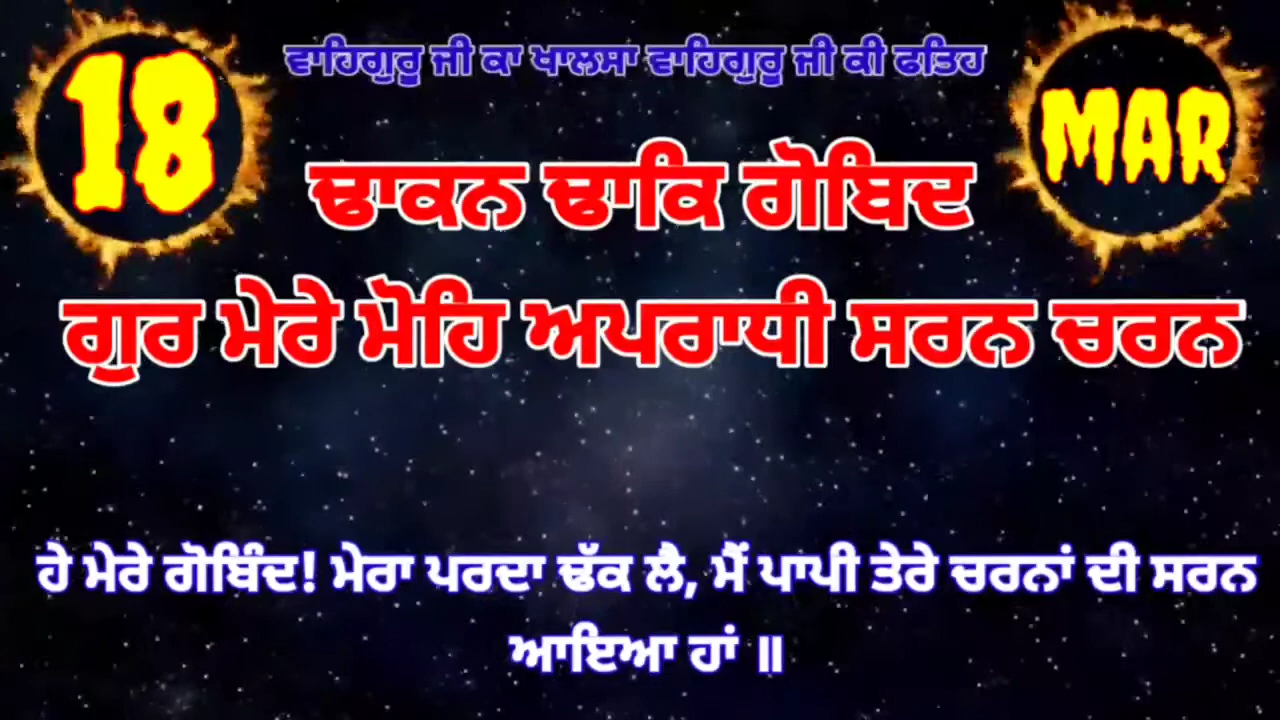 ਵਾਹਿਗੁਰੂ ਜੀ ਕਾ ਖਾਲਸਾ ਵਾਹਿਗੁਰੂ ਜੀ ਕੀ ਫਤਿਹ
18
MAR
ਢਾਕਨ ਢਾਕਿ ਗੋਬਿਦ
ਗੁਰ ਮੇਰੇ ਮੋਹਿ ਅਪਰਾਧੀ ਸਰਨ ਚਰਨ
ਹੇ ਮੇਰੇ ਗੋਬਿੰਦ! ਮੇਰਾ ਪਰਦਾ ਢੱਕ ਲੈ, ਮੈਂ ਪਾਪੀ ਤੇਰੇ ਚਰਨਾਂ ਦੀ ਸਰਨ
ਆਇਆ ਹਾਂ ॥